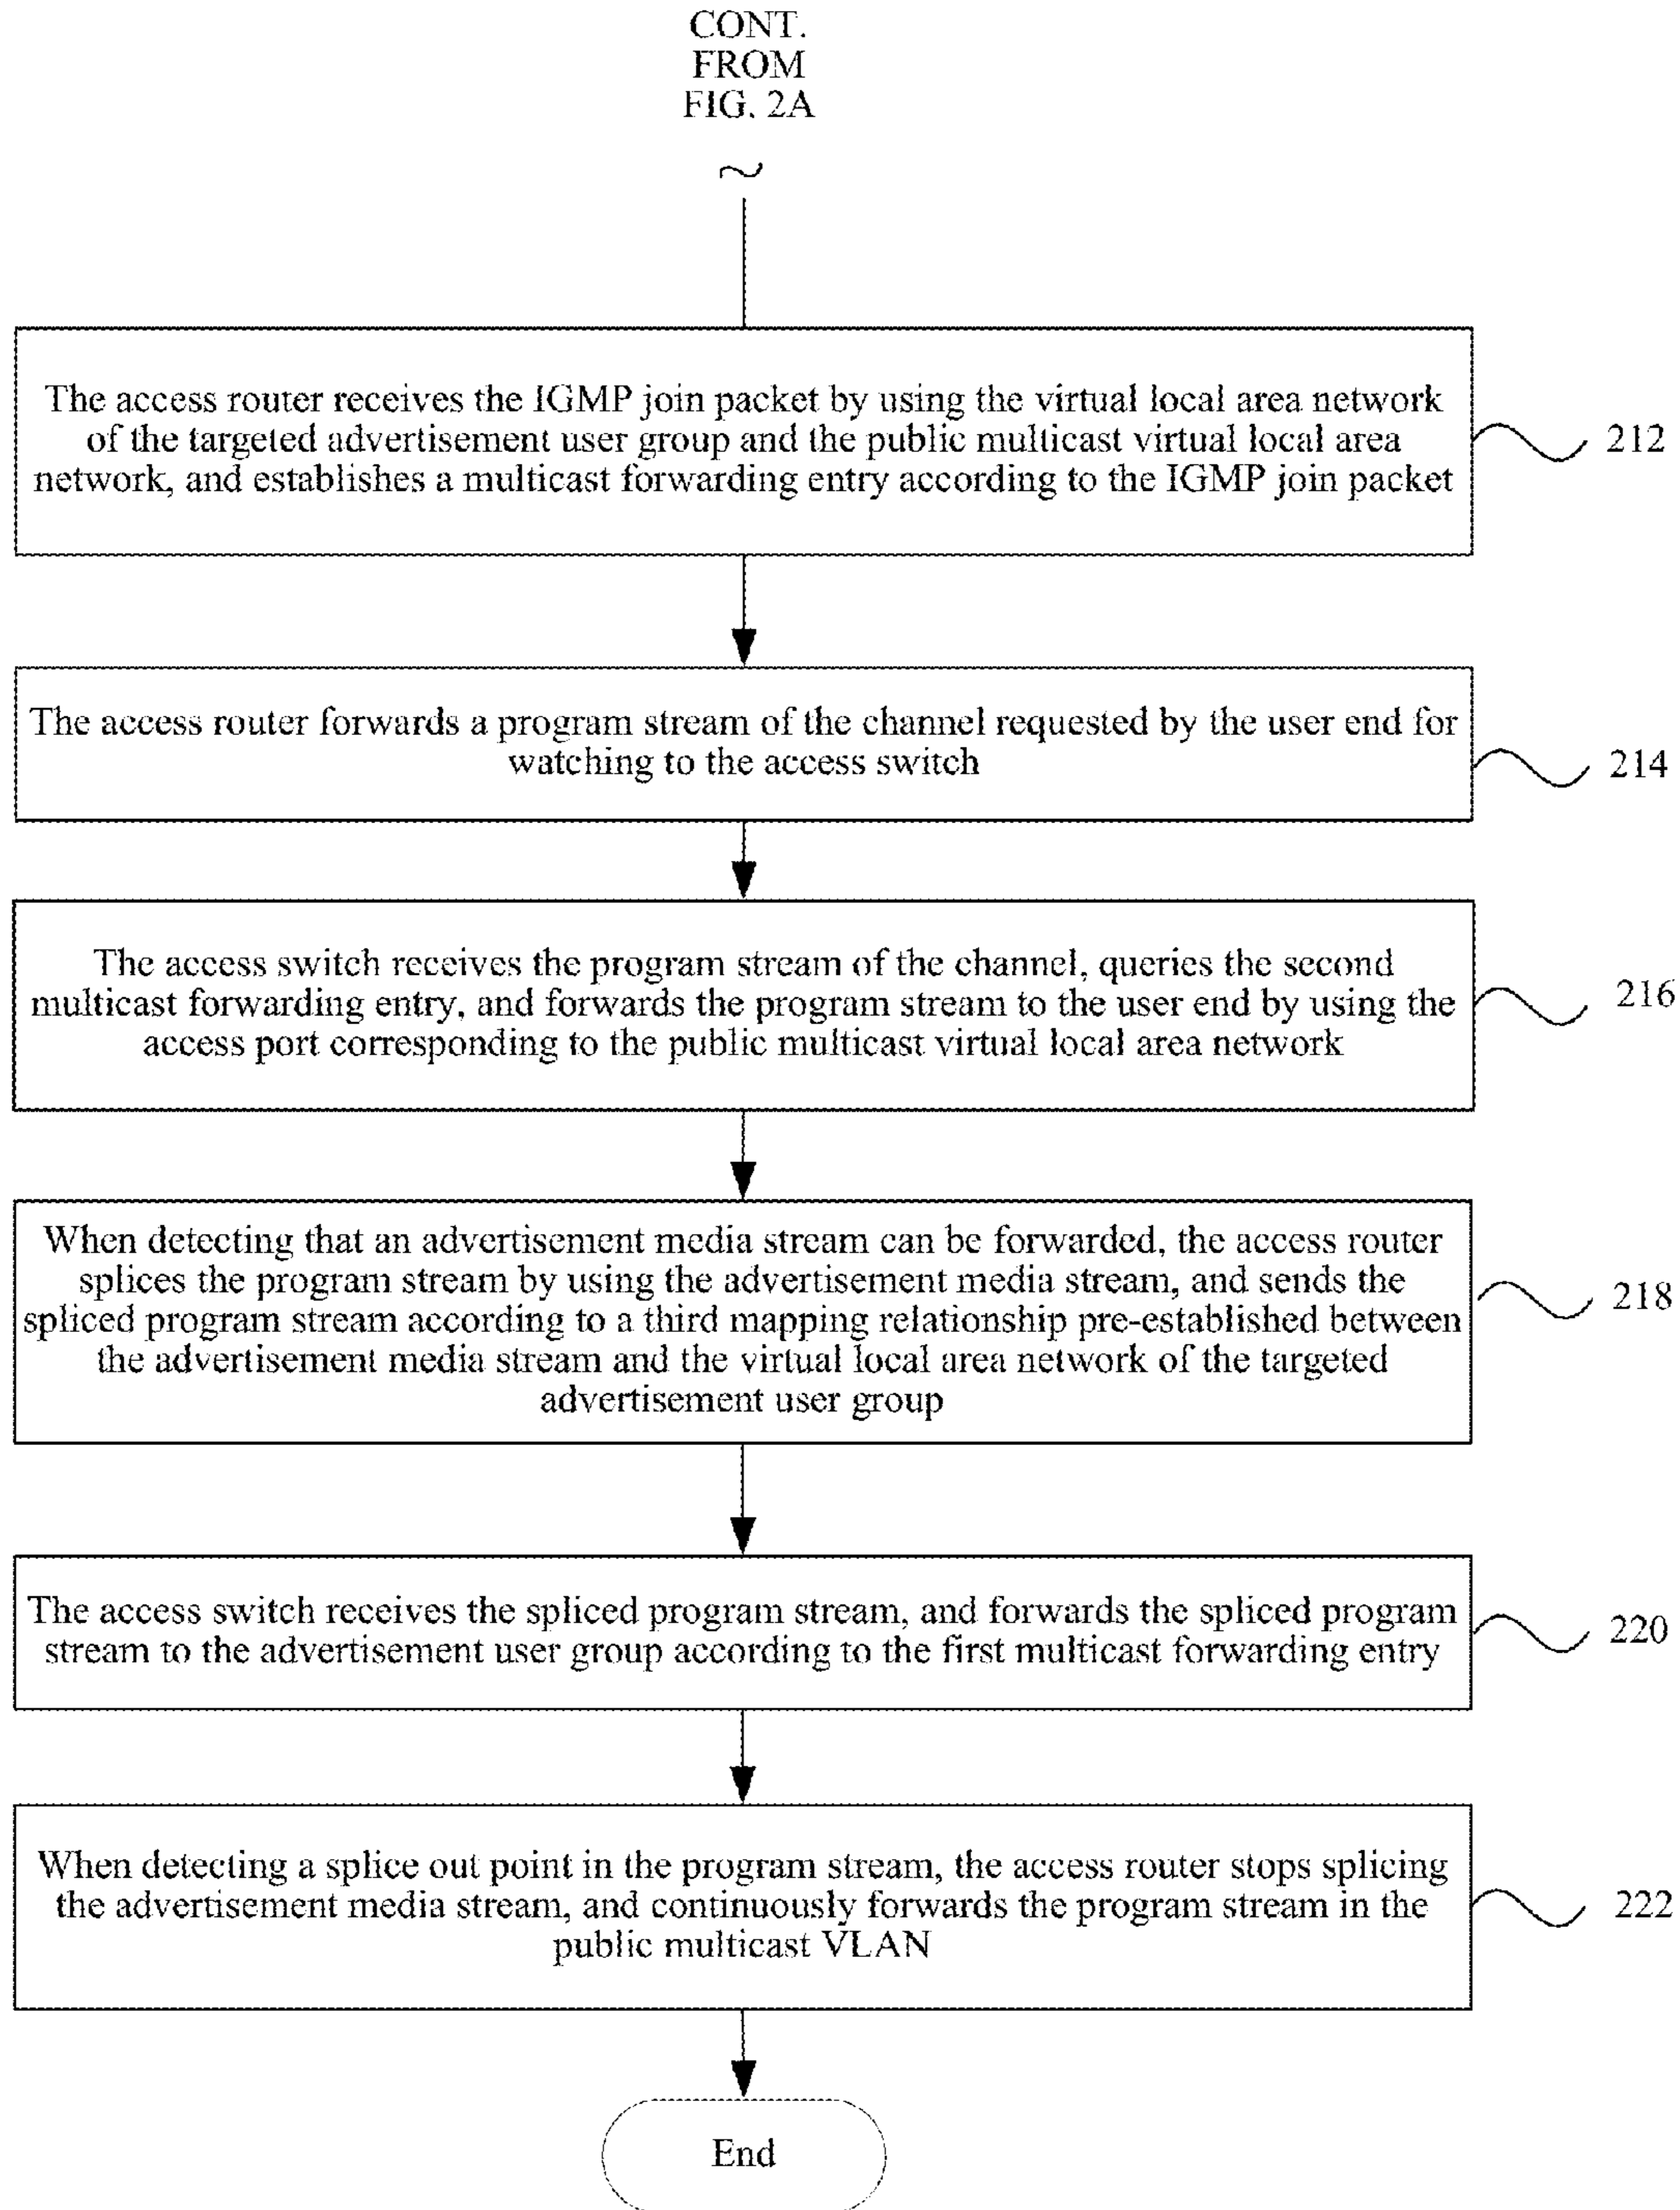 CONT.
FROM
FIG. 2A
The access router receives the IGMP join packet by using the virtual local area network
of the targeted advertisement user group and the public multicast virtual local area
network, and establishes a multicast forwarding entry according to the IGMP join packet
212
The access router forwards a program stream of the channel requested by the user end for
watching to the access switch
214
The access switch receives the program stream of the channel, queries the second
multicast forwarding entry, and forwards the program stream to the user end by using the
access port corresponding to the public multicast virtual local area network
216
When detecting that an advertisement media stream can be forwarded, the access router
splices the program stream by using the advertisement media stream, and sends the
spliced program stream according to a third mapping relationship pre-established between
the advertisement media stream and the virtual local area network of the targeted
advertisement user group
218
The access switch receives the spliced program stream, and forwards the spliced program
stream to the advertisement user group according to the first multicast forwarding entry
220
When detecting a splice out point in the program stream, the access router stops splicing
the advertisement media stream, and continuously forwards the program stream in the
public multicast VLAN
222
End